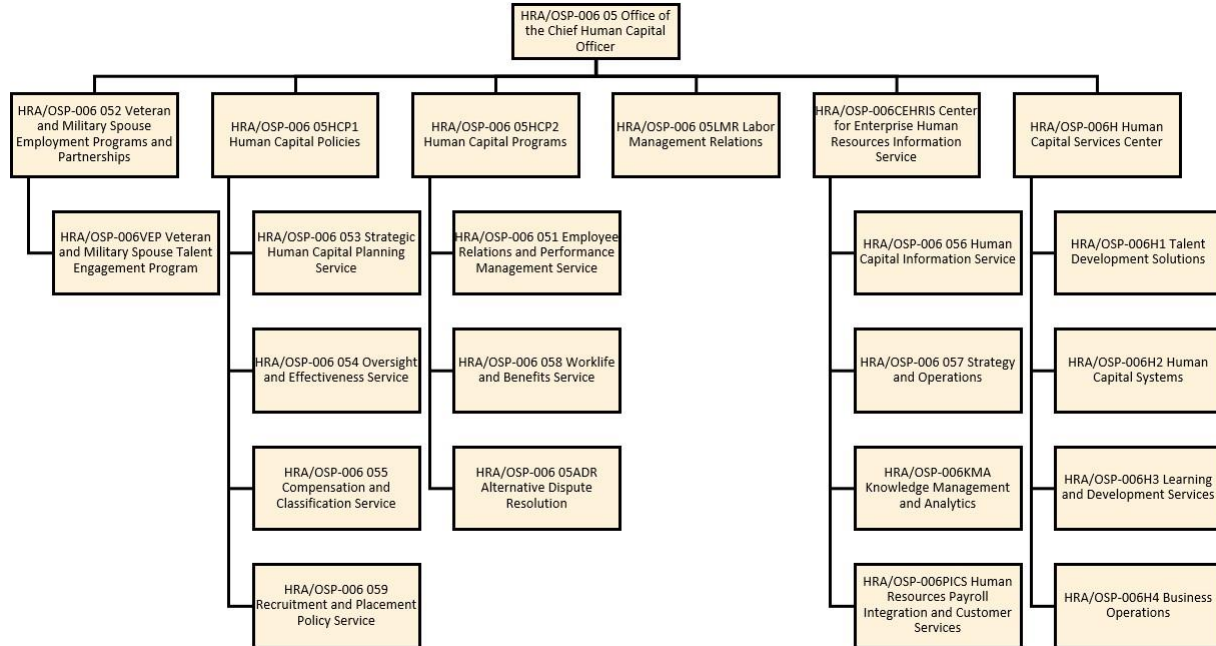 HRA/OSP-006 05 Office of
the Chief Human Capital
Officer
HRA/OSP-006 052 Veteran
and Military Spouse
Employment Programs and
Partnerships
HRA/OSP-006 05HCP1
Human Capital Policies
HRA/OSP-006 05HCP2
Human Capital Programs
HRA/OSP-006 05LMR Labor
Management Relations
HRA/OSP-006CEHRIS Center
for Enterprise Human
Resources Information
Service
HRA/OSP-006H Human
Capital Services Center
HRA/OSP-006VEP Veteran
and Military Spouse Talent
Engagement Program
HRA/OSP-006 053 Strategic
Human Capital Planning
Service
HRA/OSP-006 051 Employee
Relations and Performance
Management Service
HRA/OSP-006 056 Human
Capital Information Service
HRA/OSP-006H1 Talent
Development Solutions
HRA/OSP-006 054 Oversight
and Effectiveness Service
HRA/OSP-006 058 Worklife
and Benefits Service
HRA/OSP-006 057 Strategy
and Operations
HRA/OSP-006H2 Human
Capital Systems
HRA/OSP-006 055
Compensation and
Classification Service
HRA/OSP-006 05ADR
Alternative Dispute
Resolution
HRA/OSP-006KMA
Knowledge Management
and Analytics
HRA/OSP-006H3 Learning
and Development Services
HRA/OSP-006 059
Recruitment and Placement
Policy Service
HRA/OSP-006PICS Human
Resources Payroll
Integration and Customer
Services
HRA/OSP-006H4 Business
Operations